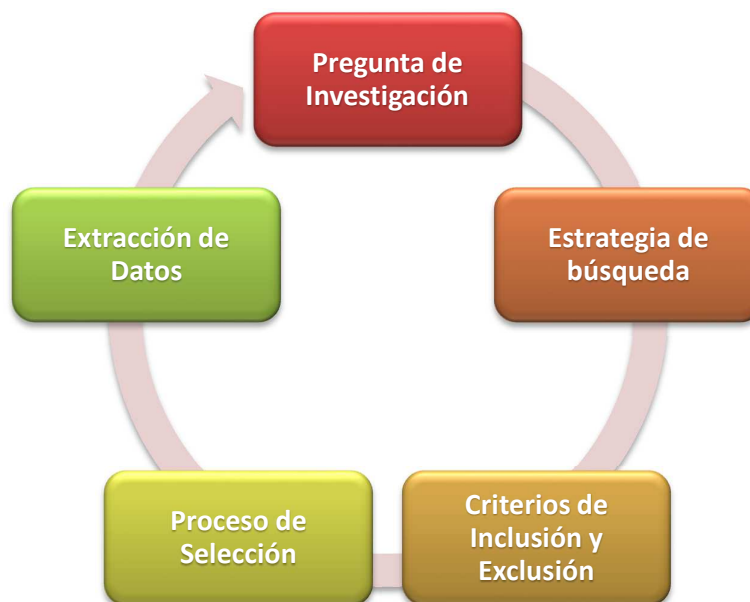 Pregunta de
Investigación
Estrategia de
búsqueda
Criterios de
Inclusión y
Exclusión
Proceso de
Selección
Extracción de
Datos